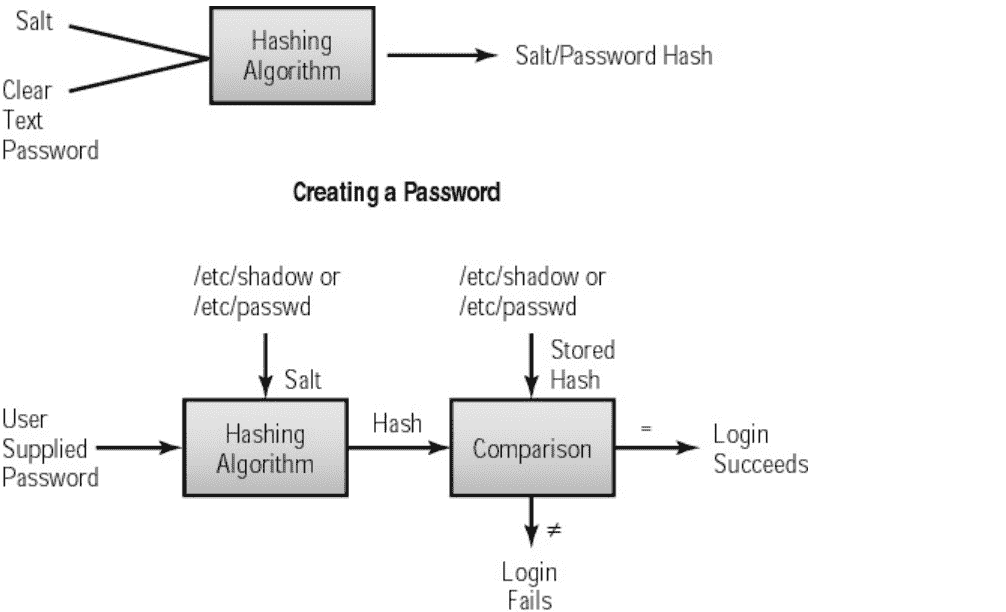 Salt
Hashing
Algorithm
Salt/Password Hash
Clear
Text
Password
Creating a Password
/etc/shadow or
/etc/passwd
/etc/shadow or
/etc/passwd
Salt
Stored
Hash
User
Supplied
Password
Hashing
Algorithm
Hash
Comparison
=
Login
Succeeds
≠
Login
Fails